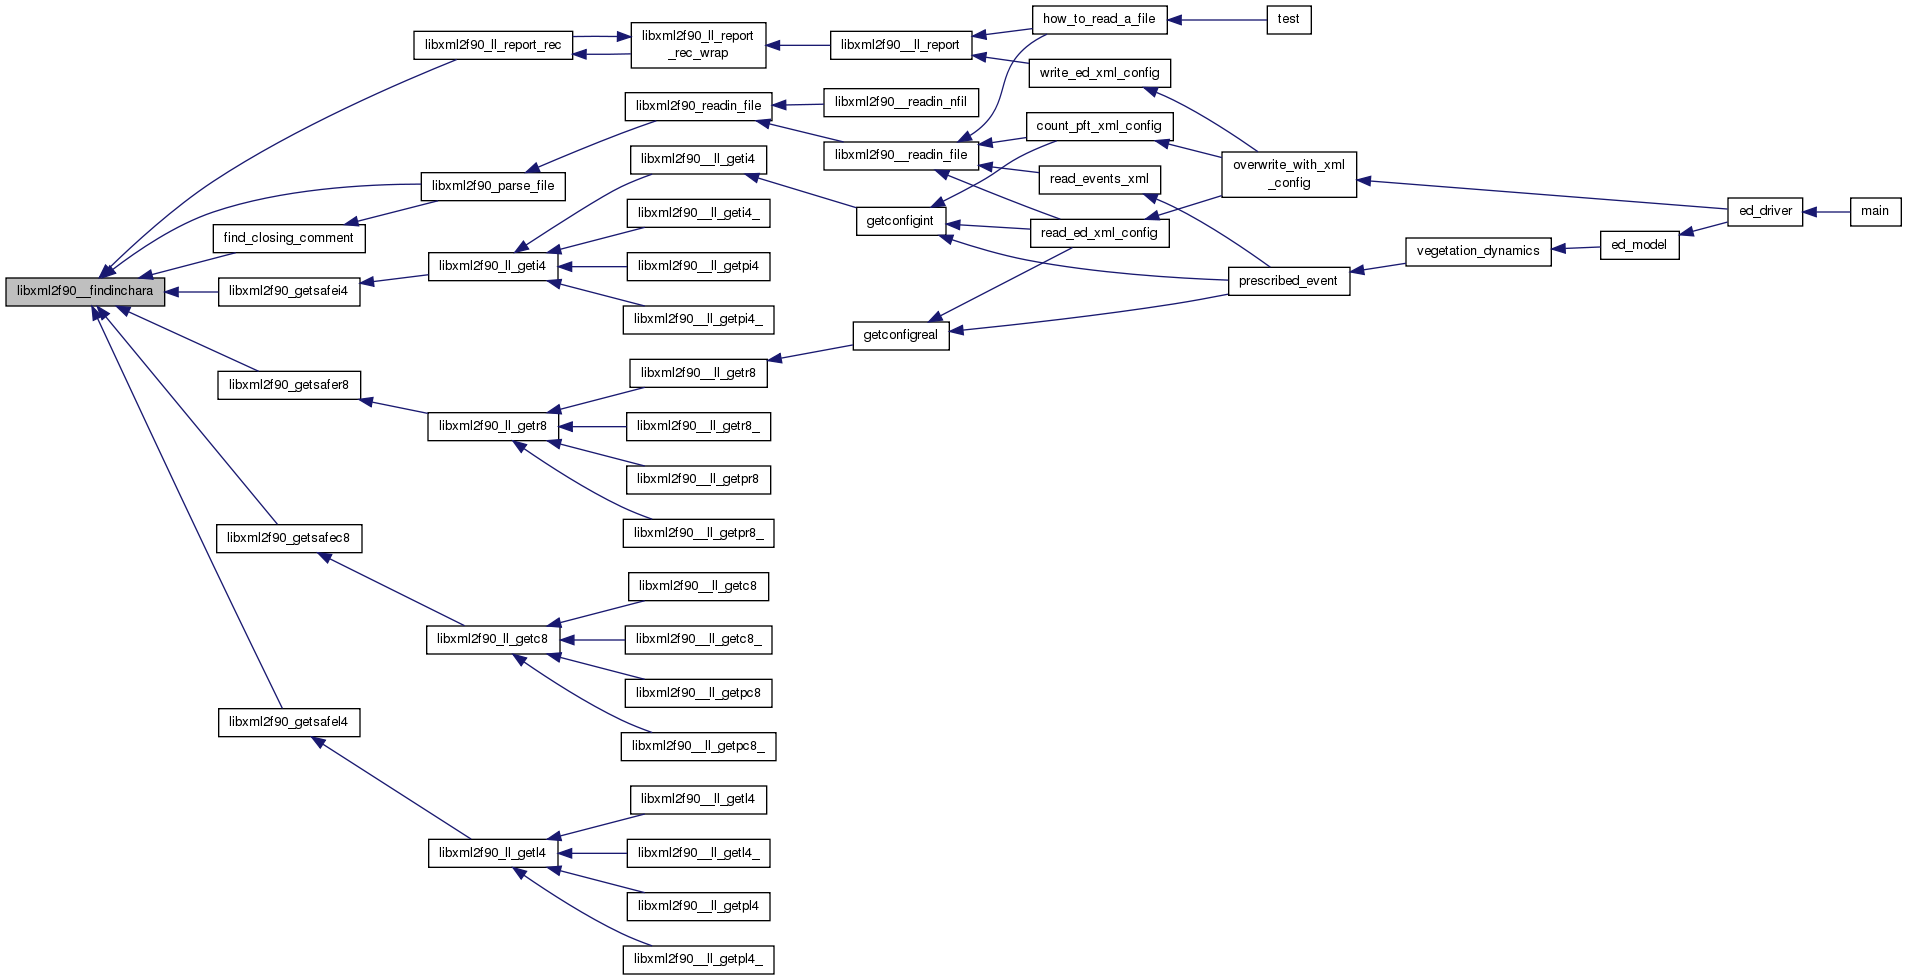 libxml2f90__findinchara
libxml2f90_ll_report_rec
libxml2f90_ll_report
_rec_wrap
libxml2f90__ll_report
how_to_read_a_file
test
write_ed_xml_config
libxml2f90_readin_file
libxml2f90__readin_nfil
libxml2f90__readin_file
count_pft_xml_config
read_events_xml
overwrite_with_xml
_config
libxml2f90_parse_file
find_closing_comment
libxml2f90_getsafei4
libxml2f90_ll_geti4
libxml2f90__ll_geti4
libxml2f90__ll_geti4_
libxml2f90__ll_getpi4
libxml2f90__ll_getpi4_
getconfigint
read_ed_xml_config
prescribed_event
vegetation_dynamics
ed_model
ed_driver
main
getconfigreal
libxml2f90_getsafer8
libxml2f90_ll_getr8
libxml2f90__ll_getr8
libxml2f90__ll_getr8_
libxml2f90__ll_getpr8
libxml2f90__ll_getpr8_
libxml2f90_getsafec8
libxml2f90_ll_getc8
libxml2f90__ll_getc8
libxml2f90__ll_getc8_
libxml2f90__ll_getpc8
libxml2f90__ll_getpc8_
libxml2f90_getsafel4
libxml2f90_ll_getl4
libxml2f90__ll_getl4
libxml2f90__ll_getl4_
libxml2f90__ll_getpl4
libxml2f90__ll_getpl4_